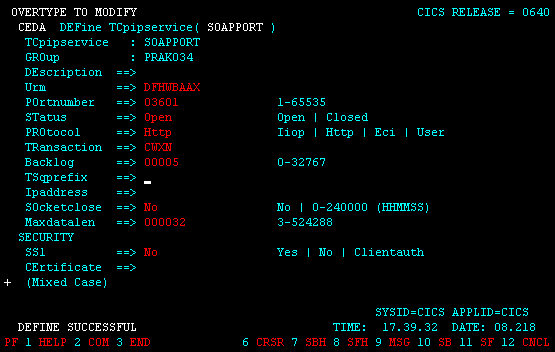 OVERTYPE TO MODIFY CICS RELEASE = 0640
CEDA DEFine TCpipservice( SOAPPORT )
TCpipservice : SOAPPORT
GROup : PRAK034
DEscription ==>
Urm ==> DFHWBAAX
POrtnumber ==> 03601 1-65535
STatus ==> Open Open | Closed
PROtocol ==> Http Iiop | Http | Eci | User
TRansaction ==> CWXN
Backlog ==> 00005 0-32767
TSqprefix ==>
Ipaddress ==>
SOcketclose ==> No No | 0-240000 (HHMMSS)
Maxdatalen ==> 000032 3-524288
SECURITY
SSl ==> No Yes | No | Clientauth
CErtificate ==>
+ (Mixed Case)
SYSID=CICS APPLID=CICS
DEFINE SUCCESSFUL TIME: 17.39.32 DATE: 08.218
PF 1 HELP 2 COM 3 END 6 CRSR 7 SBH 8 SFH 9 MSG 10 SB 11 SF 12 CNCL